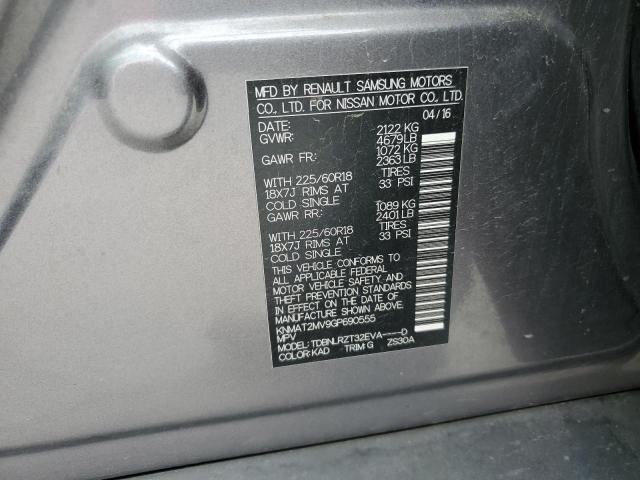 MFD BY RENAULT SAMSUNG MOTORS
CO., LTD. FOR NISSAN MOTOR CO., LTD.
DATE: 04/16
GVWR: 2122 KG
4679 LB
GAWR FR: 1072 KG
2363 LB
WITH 225/60R18 TIRES
18X7J RIMS AT 33 PSI
COLD SINGLE
GAWR RR: 1089 KG
2401 LB
WITH 225/60R18 TIRES
18X7J RIMS AT 33 PSI
COLD SINGLE
THIS VEHICLE CONFORMS TO
ALL APPLICABLE FEDERAL
MOTOR VEHICLE SAFETY AND
THEFT PREVENTION STANDARDS
IN EFFECT ON THE DATE OF
MANUFACTURE SHOWN ABOVE.
KNMAT2MV9GP690555
MPV
MODEL: TDBNLRZT32EVA----D
COLOR: KAD TRIM: G ZS30A